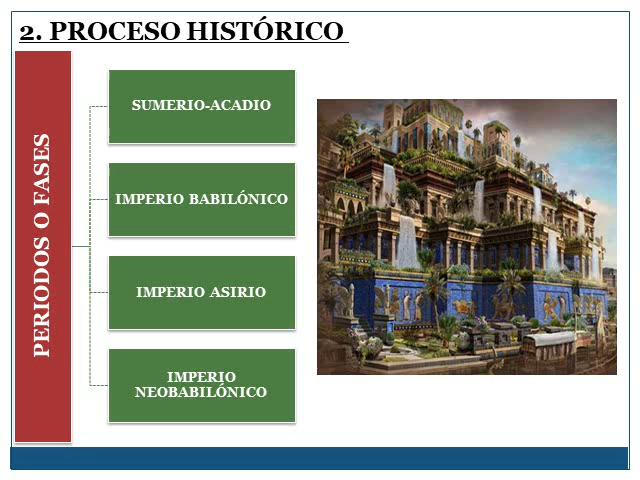 2. PROCESO HISTÓRICO
PERIODOS O FASES
SUMERIO-ACADIO
IMPERIO BABILÓNICO
IMPERIO ASIRIO
IMPERIO
NEOBABILÓNICO